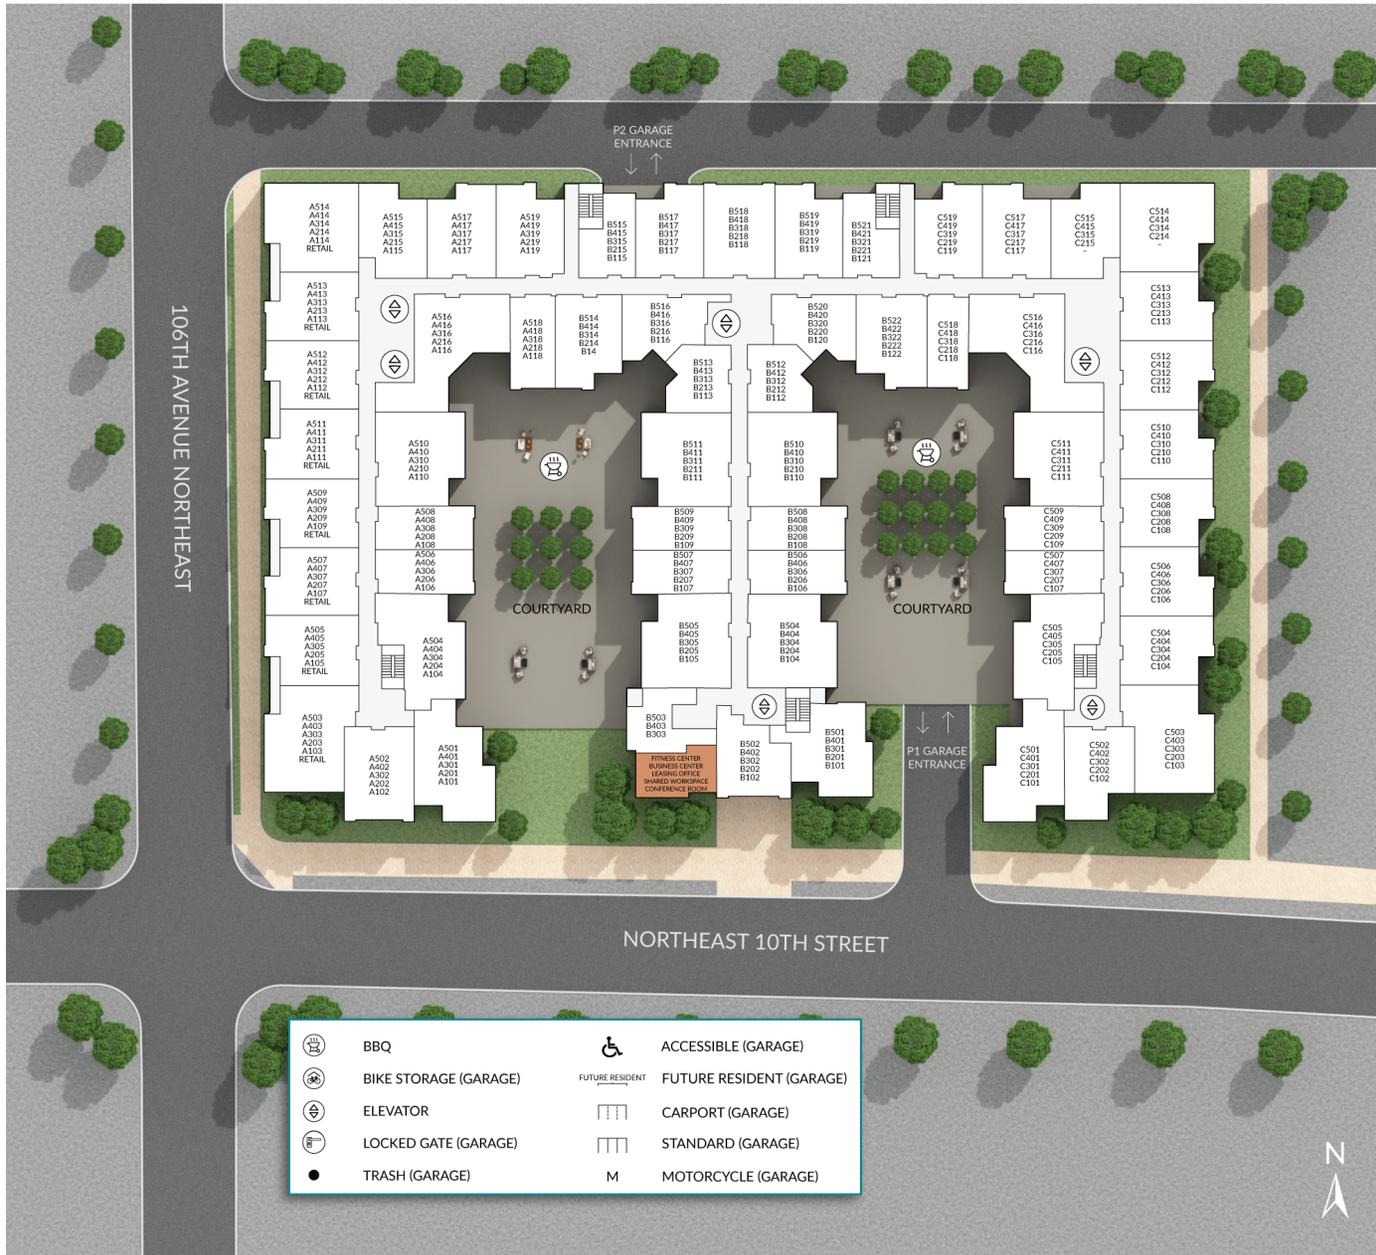 P2 GARAGE
ENTRANCE
A514
A414
A314
A214
A114
RETAIL
A515
A415
A315
A215
A115
A517
A417
A317
A217
A117
A519
A419
A319
A219
A119
B515
B415
B315
B215
B115
B517
B417
B317
B217
B117
B518
B418
B318
B218
B118
B519
B419
B319
B219
B119
B521
B421
B321
B221
B121
C519
C419
C319
C219
C119
C517
C417
C317
C217
C117
C515
C415
C315
C215
-
C514
C414
C314
C214
-
A513
A413
A313
A213
A113
RETAIL
A516
A416
A316
A216
A116
A518
A418
A318
A218
A118
B514
B414
B314
B214
B14
B516
B416
B316
B216
B116
B520
B420
B320
B220
B120
B522
B422
B322
B222
B122
C518
C418
C318
C218
C118
C516
C416
C316
C216
C116
C513
C413
C313
C213
C113
A512
A412
A312
A212
A112
RETAIL
B513
B413
B313
B213
B113
B512
B412
B312
B212
B112
C512
C412
C312
C212
C112
106TH AVENUE NORTHEAST
A511
A411
A311
A211
A111
RETAIL
A510
A410
A310
A210
A110
B511
B411
B311
B211
B111
B510
B410
B310
B210
B110
C511
C411
C311
C211
C111
C510
C410
C310
C210
C110
A509
A409
A309
A209
A109
RETAIL
A508
A408
A308
A208
A108
B509
B409
B309
B209
B109
B508
B408
B308
B208
B108
C509
C409
C309
C209
C109
C508
C408
C308
C208
C108
A507
A407
A307
A207
A107
RETAIL
A506
A406
A306
A206
A106
B507
B407
B307
B207
B107
B506
B406
B306
B206
B106
C507
C407
C307
C207
C107
C506
C406
C306
C206
C106
COURTYARD
COURTYARD
A505
A405
A305
A205
A105
RETAIL
A504
A404
A304
A204
A104
B505
B405
B305
B205
B105
B504
B404
B304
B204
B104
C505
C405
C305
C205
C105
C504
C404
C304
C204
C104
A503
A403
A303
A203
A103
RETAIL
A502
A402
A302
A202
A102
A501
A401
A301
A201
A101
B503
B403
B303
FITNESS CENTER
BUSINESS CENTER
LEASING OFFICE
SHARED WORKSPACE
CONFERENCE ROOM
B502
B402
B302
B202
B102
B501
B401
B301
B201
B101
P1 GARAGE
ENTRANCE
C501
C401
C301
C201
C101
C502
C402
C302
C202
C102
C503
C403
C303
C203
C103
NORTHEAST 10TH STREET
BBQ
BIKE STORAGE (GARAGE)
ELEVATOR
LOCKED GATE (GARAGE)
TRASH (GARAGE)
ACCESSIBLE (GARAGE)
FUTURE RESIDENT FUTURE RESIDENT (GARAGE)
CARPORT (GARAGE)
STANDARD (GARAGE)
M MOTORCYCLE (GARAGE)
N